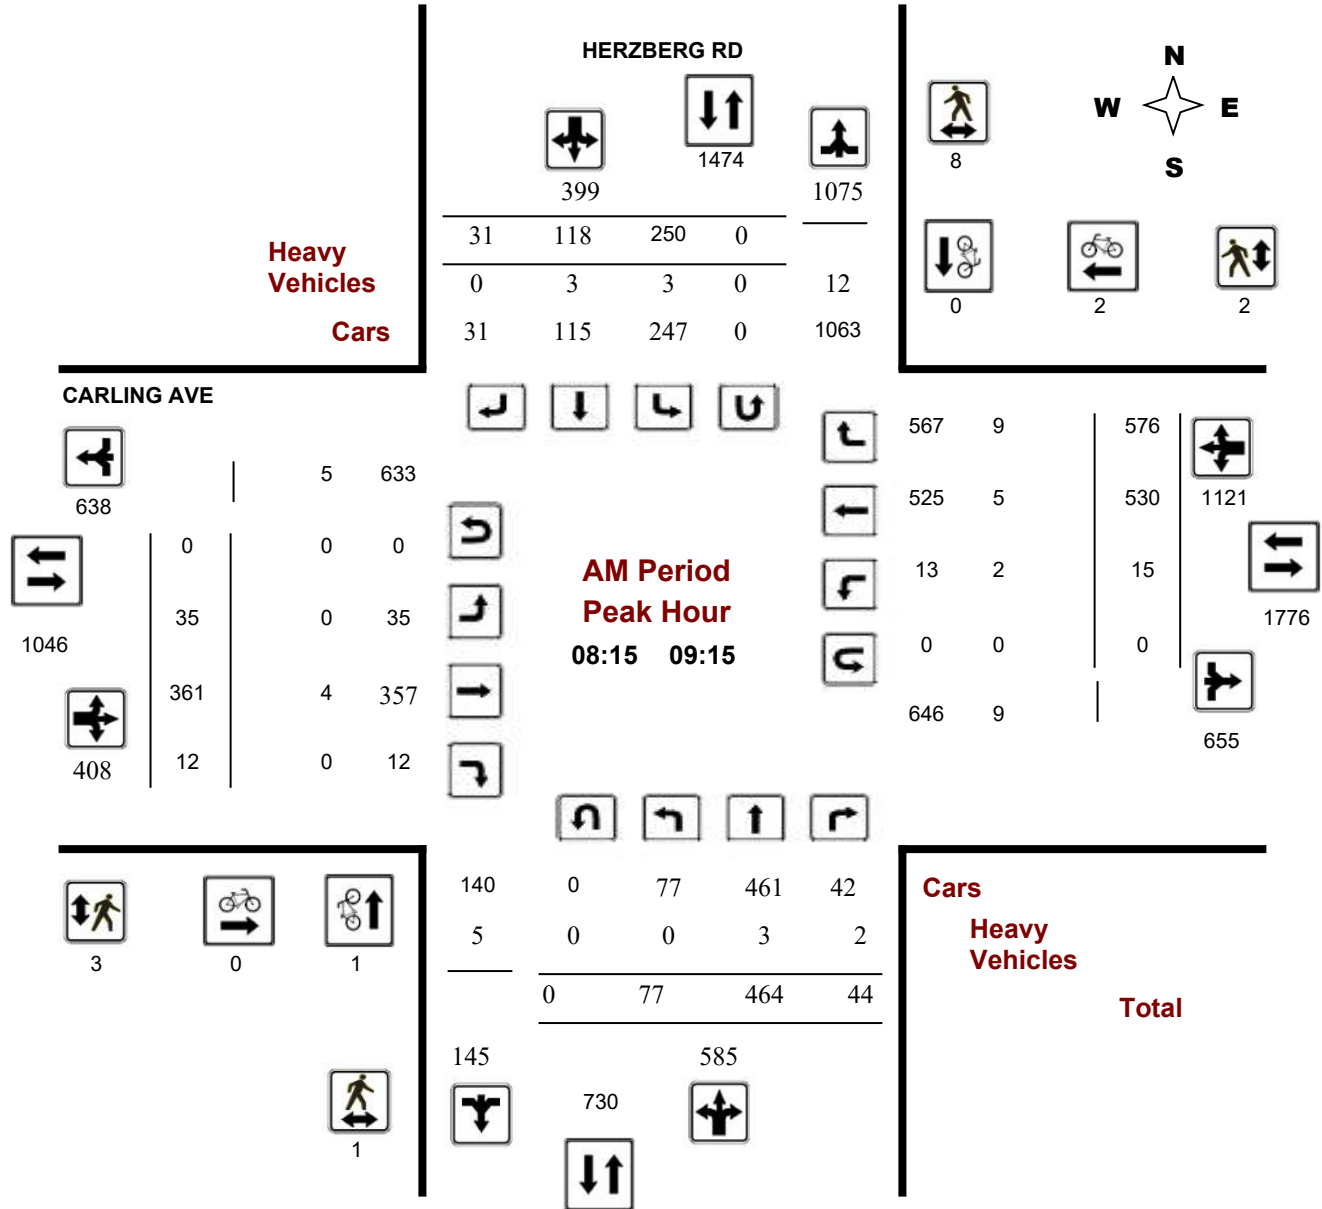 HERZBERG RD
N
W E
S
1474
8
399
1075
31 118 250 0
Heavy
Vehicles
0 3 3 0 12
0 2 2
Cars
31 115 247 0 1063
CARLING AVE
567 9 576
5 633
638
525 5 530 1121
0 0 0
AM Period
13 2 15
Peak Hour
35 0 35
1776
1046
08:15 09:15
0 0 0
361 4 357
646 9
655
408
12 0 12
140 0 77 461 42
Cars
5 0 0 3 2
Heavy
Vehicles
3 0 1
0 77 464 44
Total
145 585
730
1